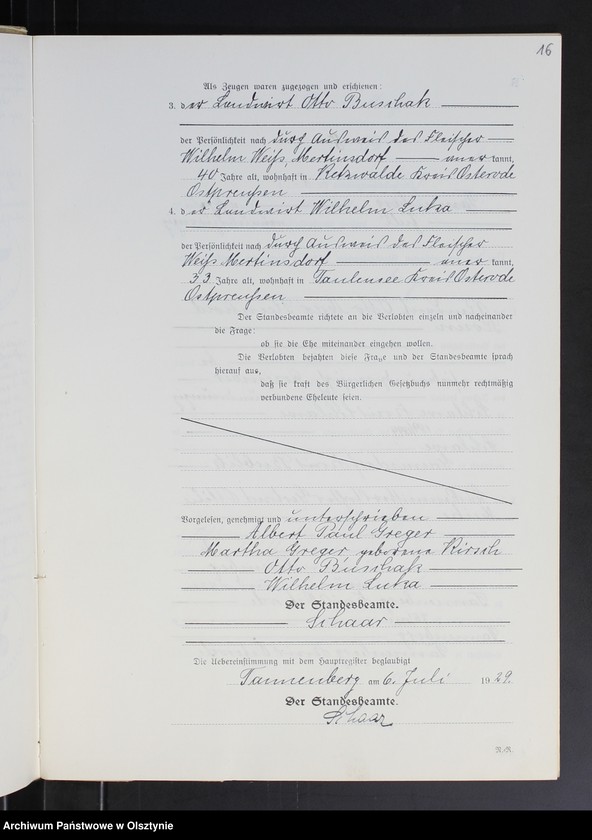 16
Als Zeugen waren zugezogen und erschienen:
3. der Landwirt Otto Buschak
der Persönlichkeit nach durch Ausweis des Fleischer
Wilhelm Weiß, Mertinsdorf anerkannt,
40 Jahre alt, wohnhaft in Ketzwalde Kreis Osterode
Ostpreußen
4. der Landwirt Wilhelm Luka
der Persönlichkeit nach durch Ausweis des Fleischer
Weiß Mertinsdorf anerkannt,
33 Jahre alt, wohnhaft in Taulensee Kreis Osterode
Ostpreußen
Der Standesbeamte richtete an die Verlobten einzeln und nacheinander
die Frage:
ob sie die Ehe miteinander eingehen wollen.
Die Verlobten bejahten diese Frage und der Standesbeamte sprach
hierauf aus,
daß sie kraft des Bürgerlichen Gesetzbuchs nunmehr rechtmäßig
verbundene Eheleute seien.
Vorgelesen, genehmigt und unterschrieben
Albert Paul Greger
Martha Greger geborene Kirsch
Otto Buschak
Wilhelm Luka
Der Standesbeamte.
Schaar
Die Uebereinstimmung mit dem Hauptregister beglaubigt
Tannenberg am 6. Juli 1929.
Der Standesbeamte.
Schaar
R./R.
Archiwum Państwowe w Olsztynie